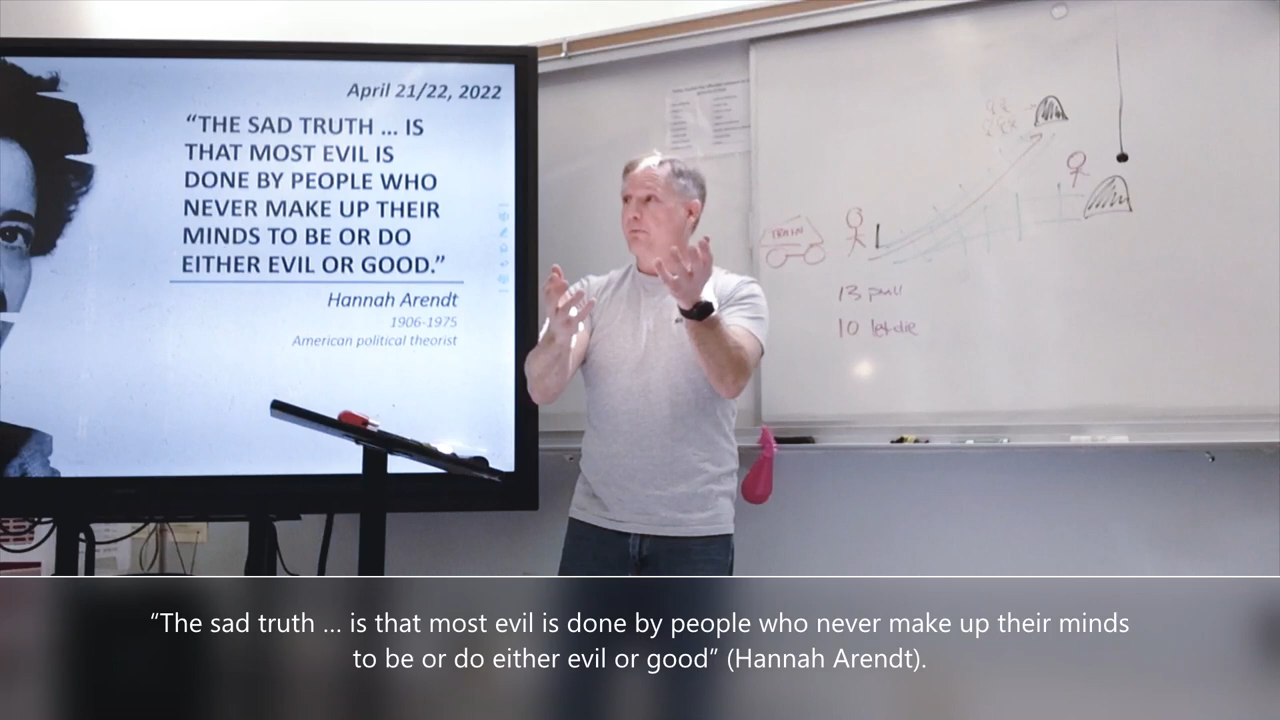 April 21/22, 2022
“THE SAD TRUTH ... IS
THAT MOST EVIL IS
DONE BY PEOPLE WHO
NEVER MAKE UP THEIR
MINDS TO BE OR DO
EITHER EVIL OR GOOD.”
Hannah Arendt
1906-1975
American political theorist
TRAIN
13 pull
10 let die
“The sad truth ... is that most evil is done by people who never make up their minds
to be or do either evil or good” (Hannah Arendt).